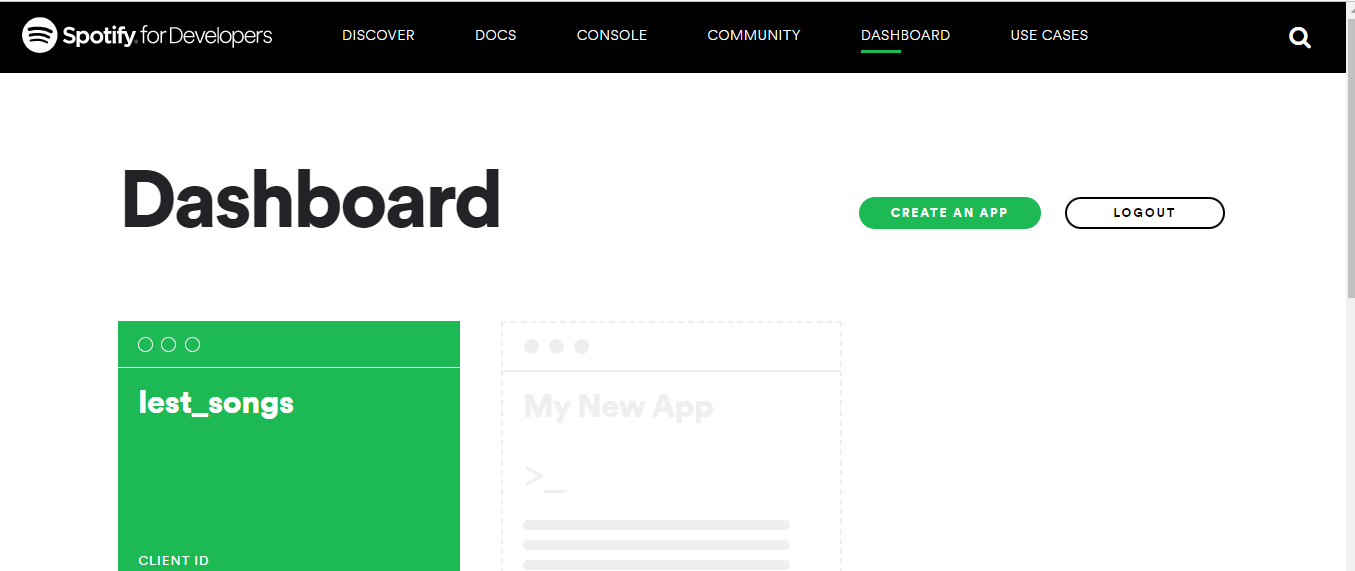 Spotify for Developers
DISCOVER
DOCS
CONSOLE
COMMUNITY
DASHBOARD
USE CASES
Dashboard
CREATE AN APP
LOGOUT
lest_songs
CLIENT ID
My New App
>_